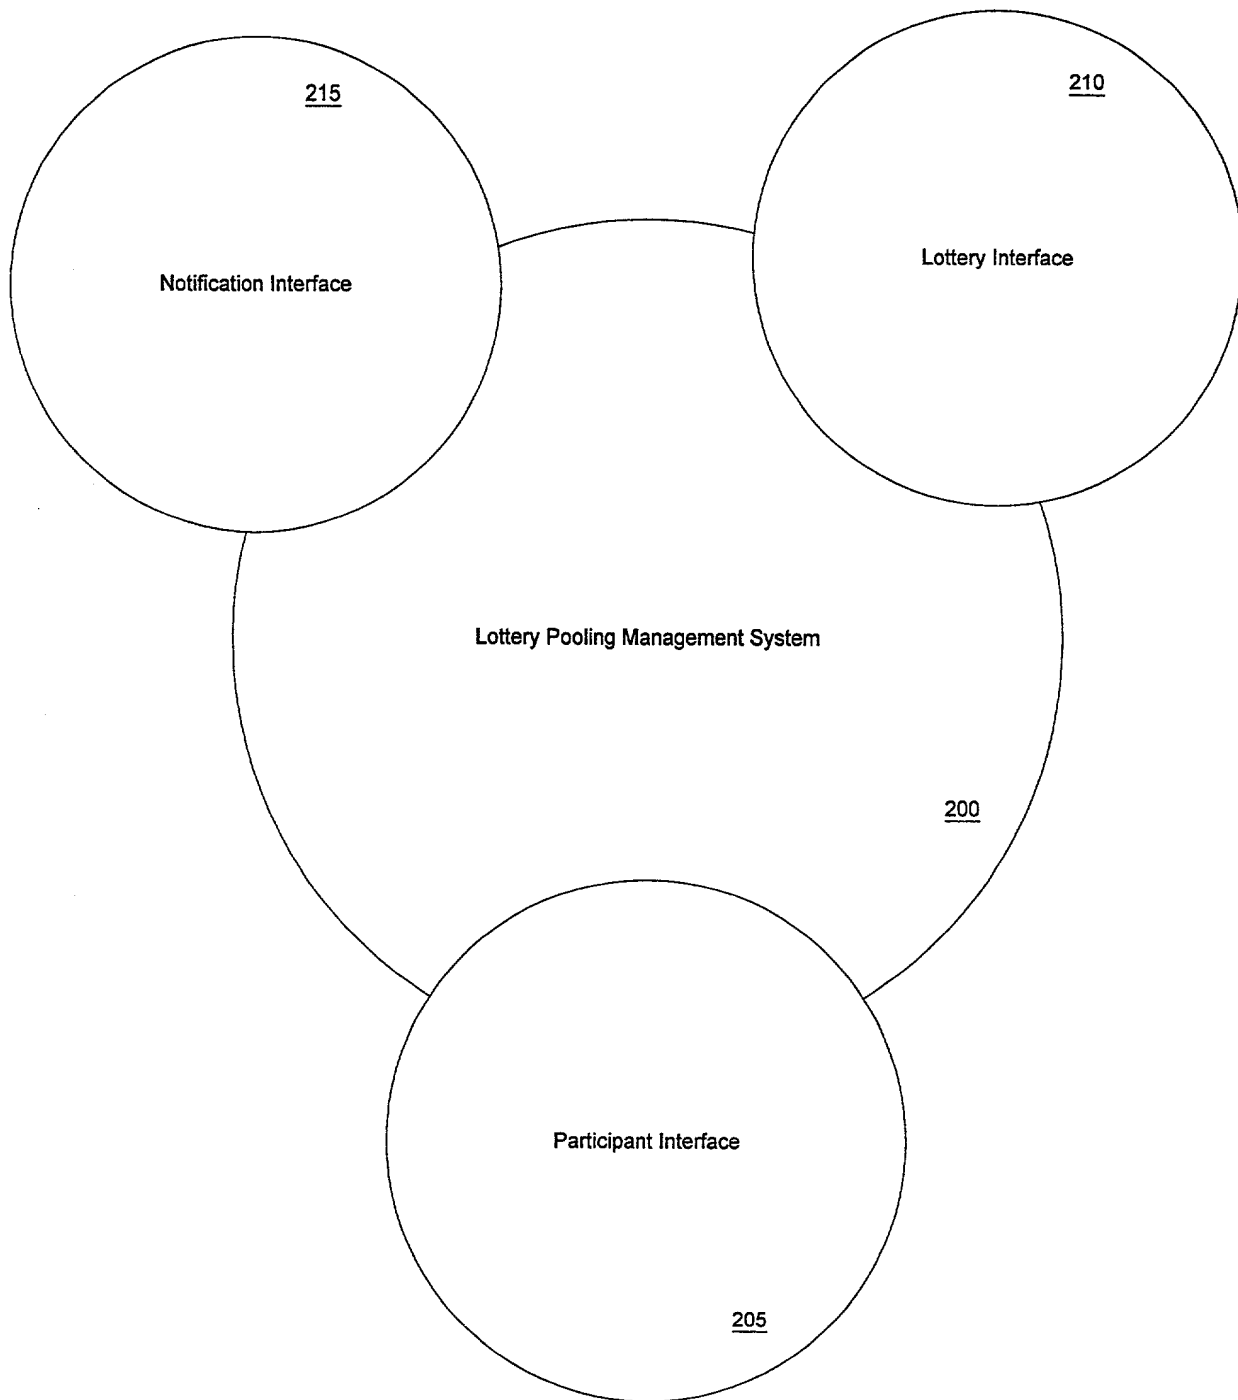 210
215
Lottery Interface
Notification Interface
Lottery Pooling Management System
200
Participant Interface
205